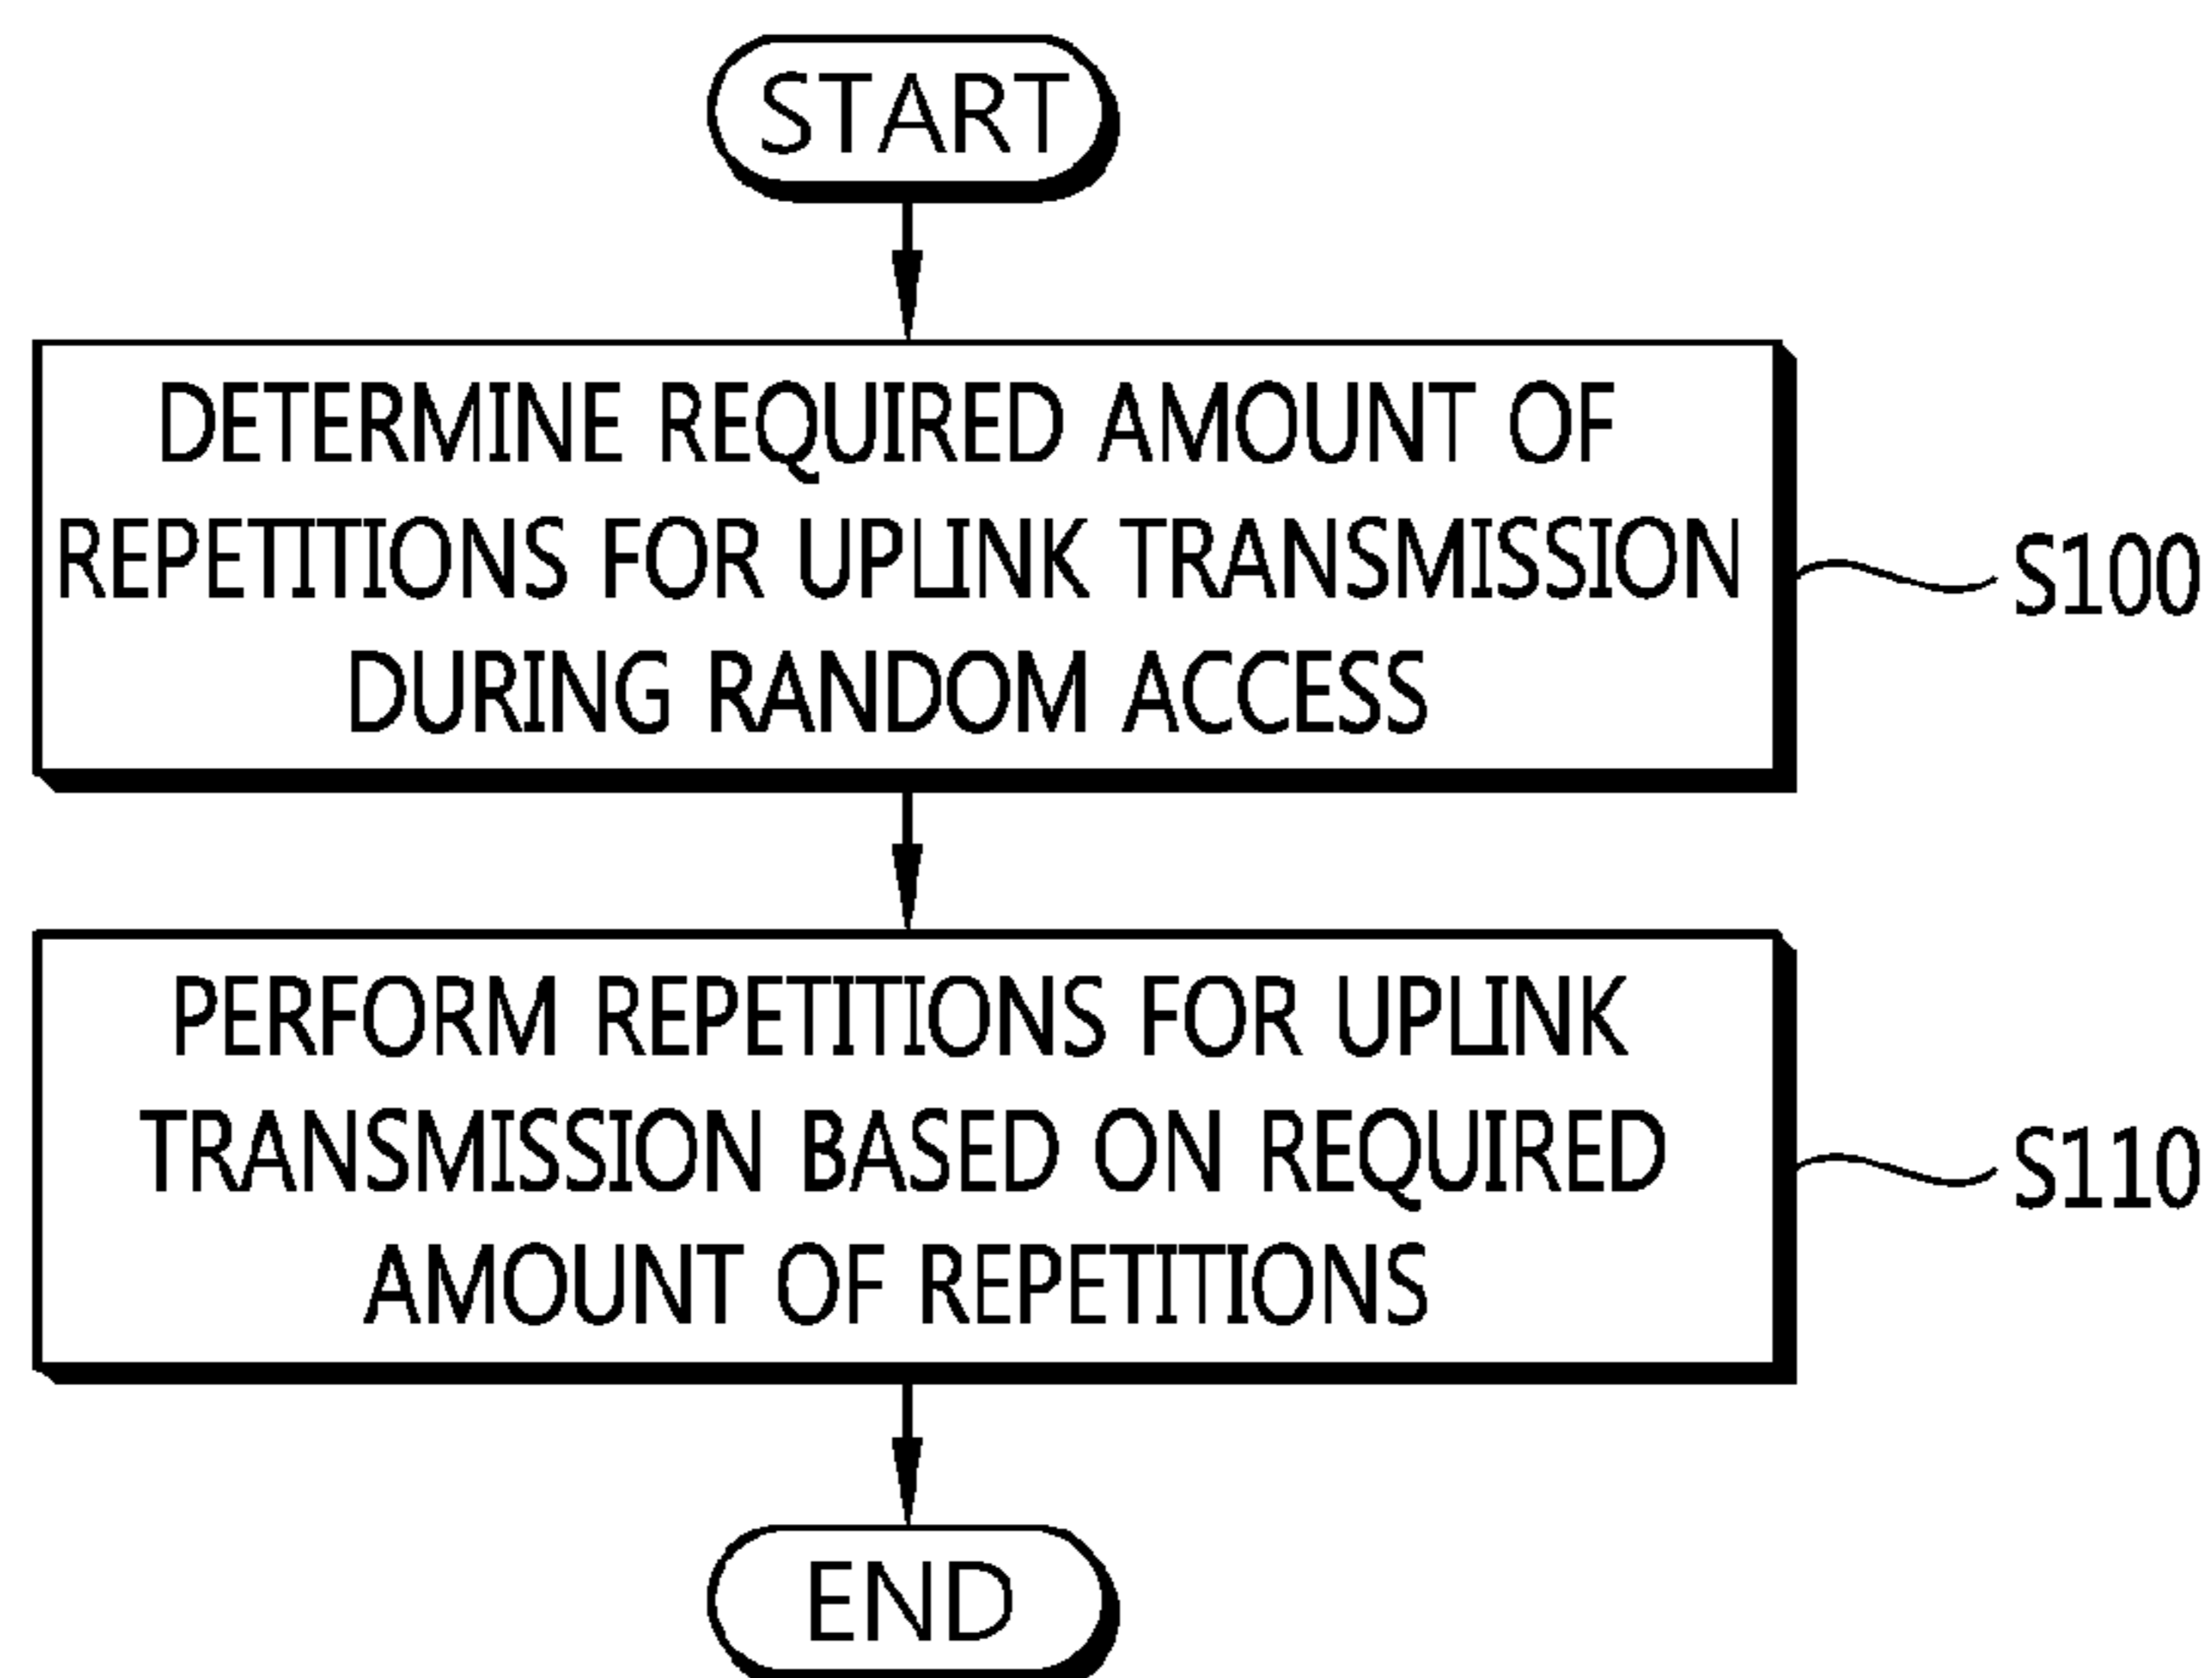 START
DETERMINE REQUIRED AMOUNT OF
REPETITIONS FOR UPLINK TRANSMISSION
DURING RANDOM ACCESS
S100
PERFORM REPETITIONS FOR UPLINK
TRANSMISSION BASED ON REQUIRED
AMOUNT OF REPETITIONS
S110
END